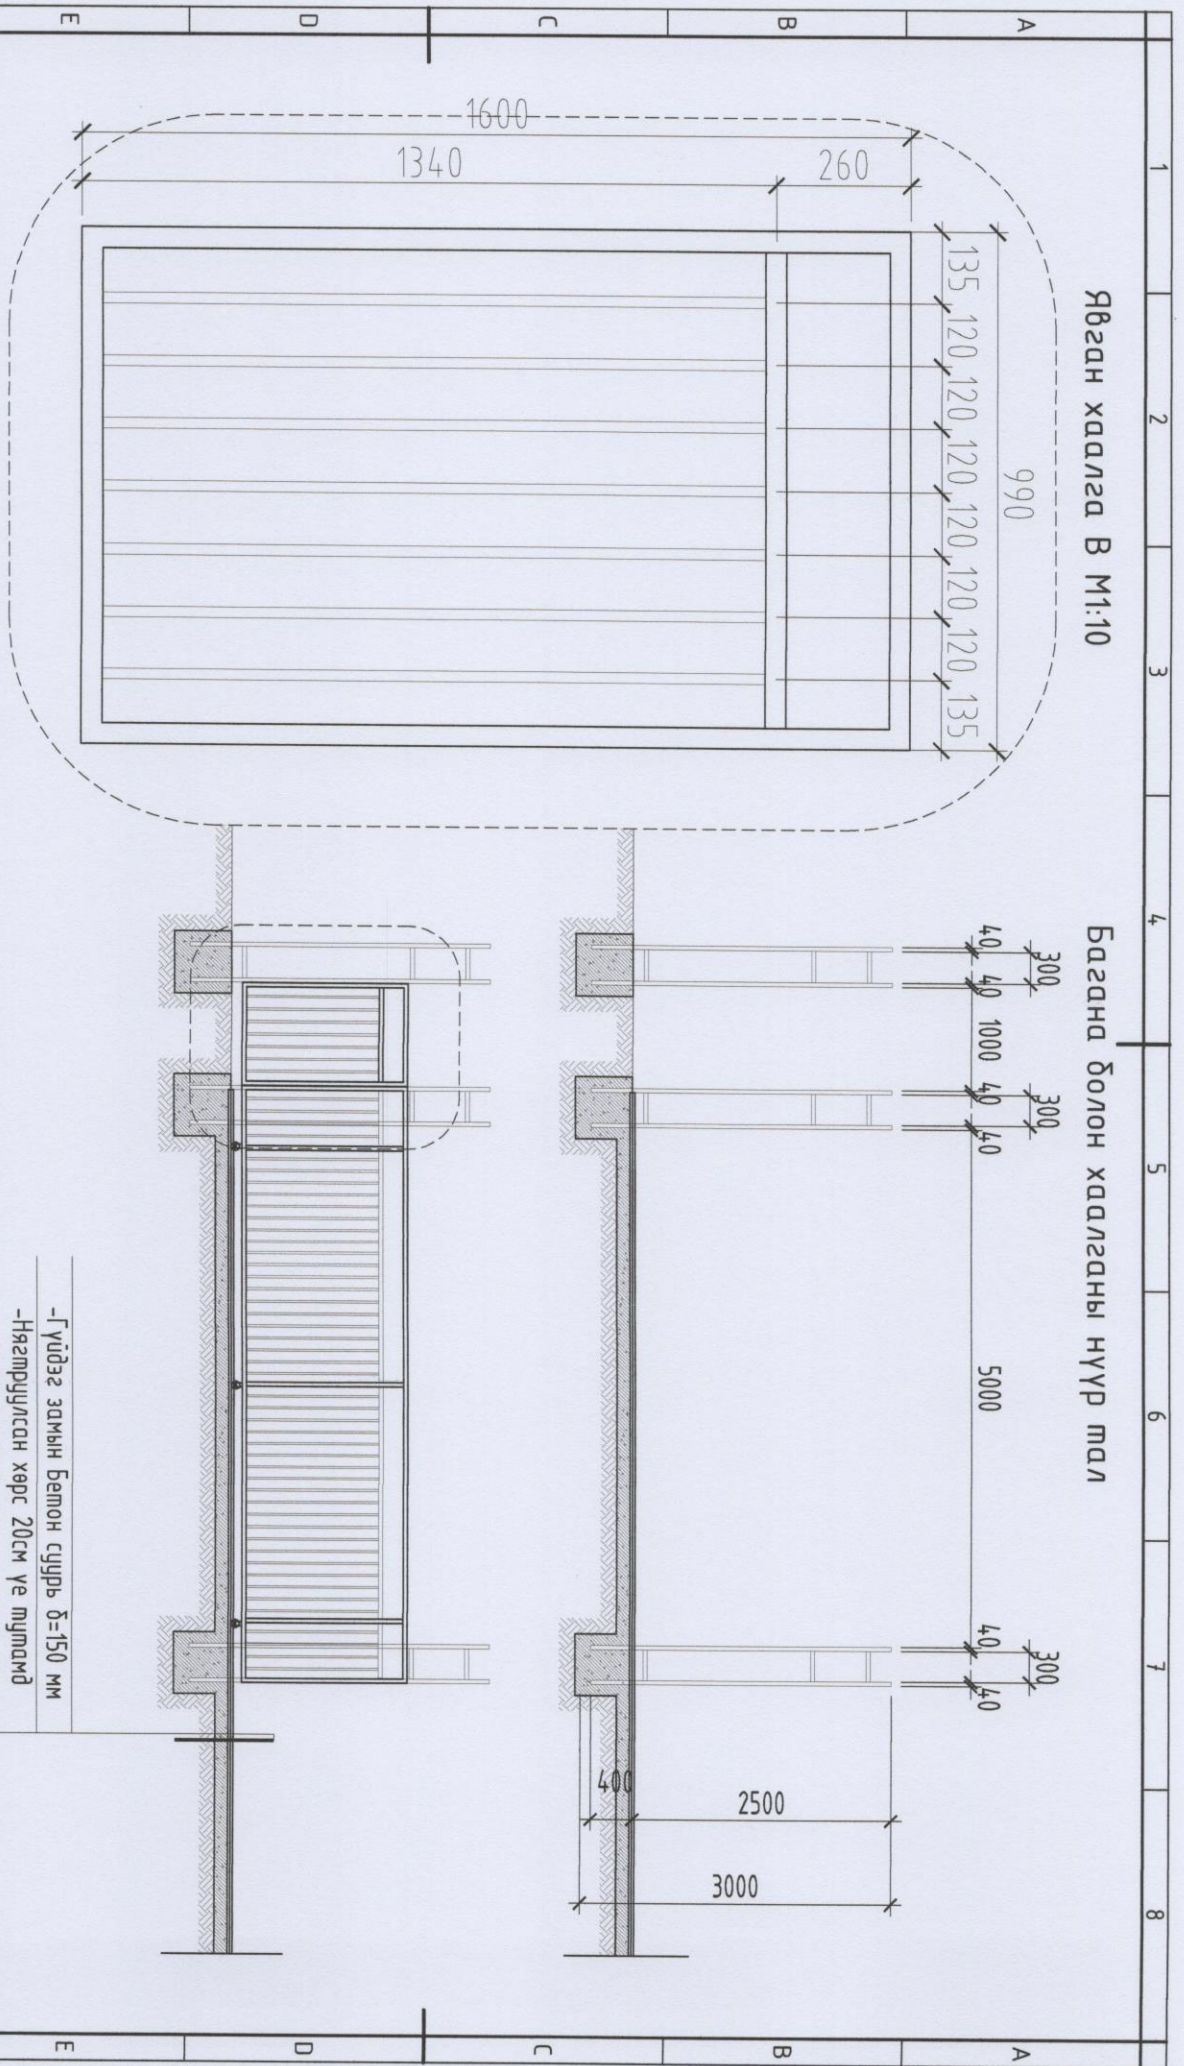 1 2 3 4 5 6 7 8
A
B
C
D
E
A
B
C
D
E
Явган хаалга В М1:10
990
135 120 120 120 120 120 120 135
1600
1340
260
Багана болон хаалганы нүүр тал
300 300 300
40 40 1000 40 40 5000 40 40
400
2500
3000
-Гүйдэг замын бетон суурь δ=150 мм
-Нягтруулсан хөрс 20см үе тутамд